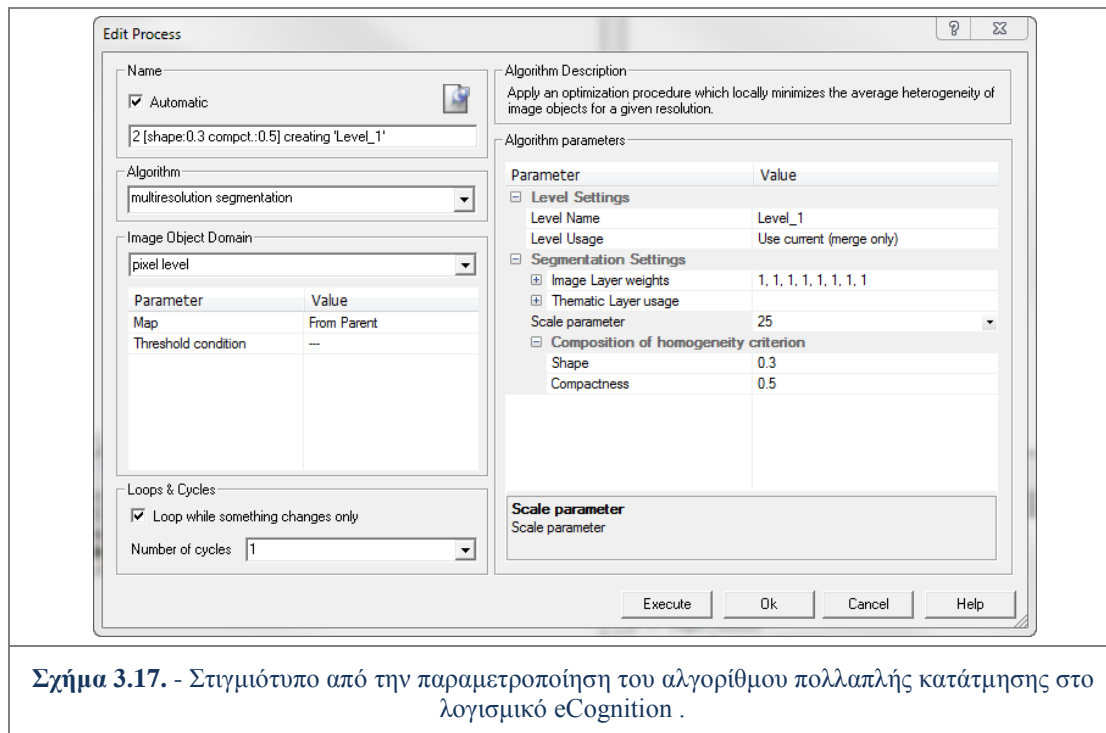 Edit Process
Name
Automatic
2 [shape:0.3 compct.:0.5] creating 'Level_1'
Algorithm
multiresolution segmentation
Image Object Domain
pixel level
Parameter Value
Map From Parent
Threshold condition ---
Loops & Cycles
Loop while something changes only
Number of cycles 1
Algorithm Description
Apply an optimization procedure which locally minimizes the average heterogeneity of
image objects for a given resolution.
Algorithm parameters
Parameter Value
Level Settings
Level Name Level_1
Level Usage Use current (merge only)
Segmentation Settings
Image Layer weights 1, 1, 1, 1, 1, 1, 1, 1
Thematic Layer usage
Scale parameter 25
Composition of homogeneity criterion
Shape 0.3
Compactness 0.5
Scale parameter
Scale parameter
Execute Ok Cancel Help
Σχήμα 3.17. - Στιγμιότυπο από την παραμετροποίηση του αλγορίθμου πολλαπλής κατάτμησης στο
λογισμικό eCognition .